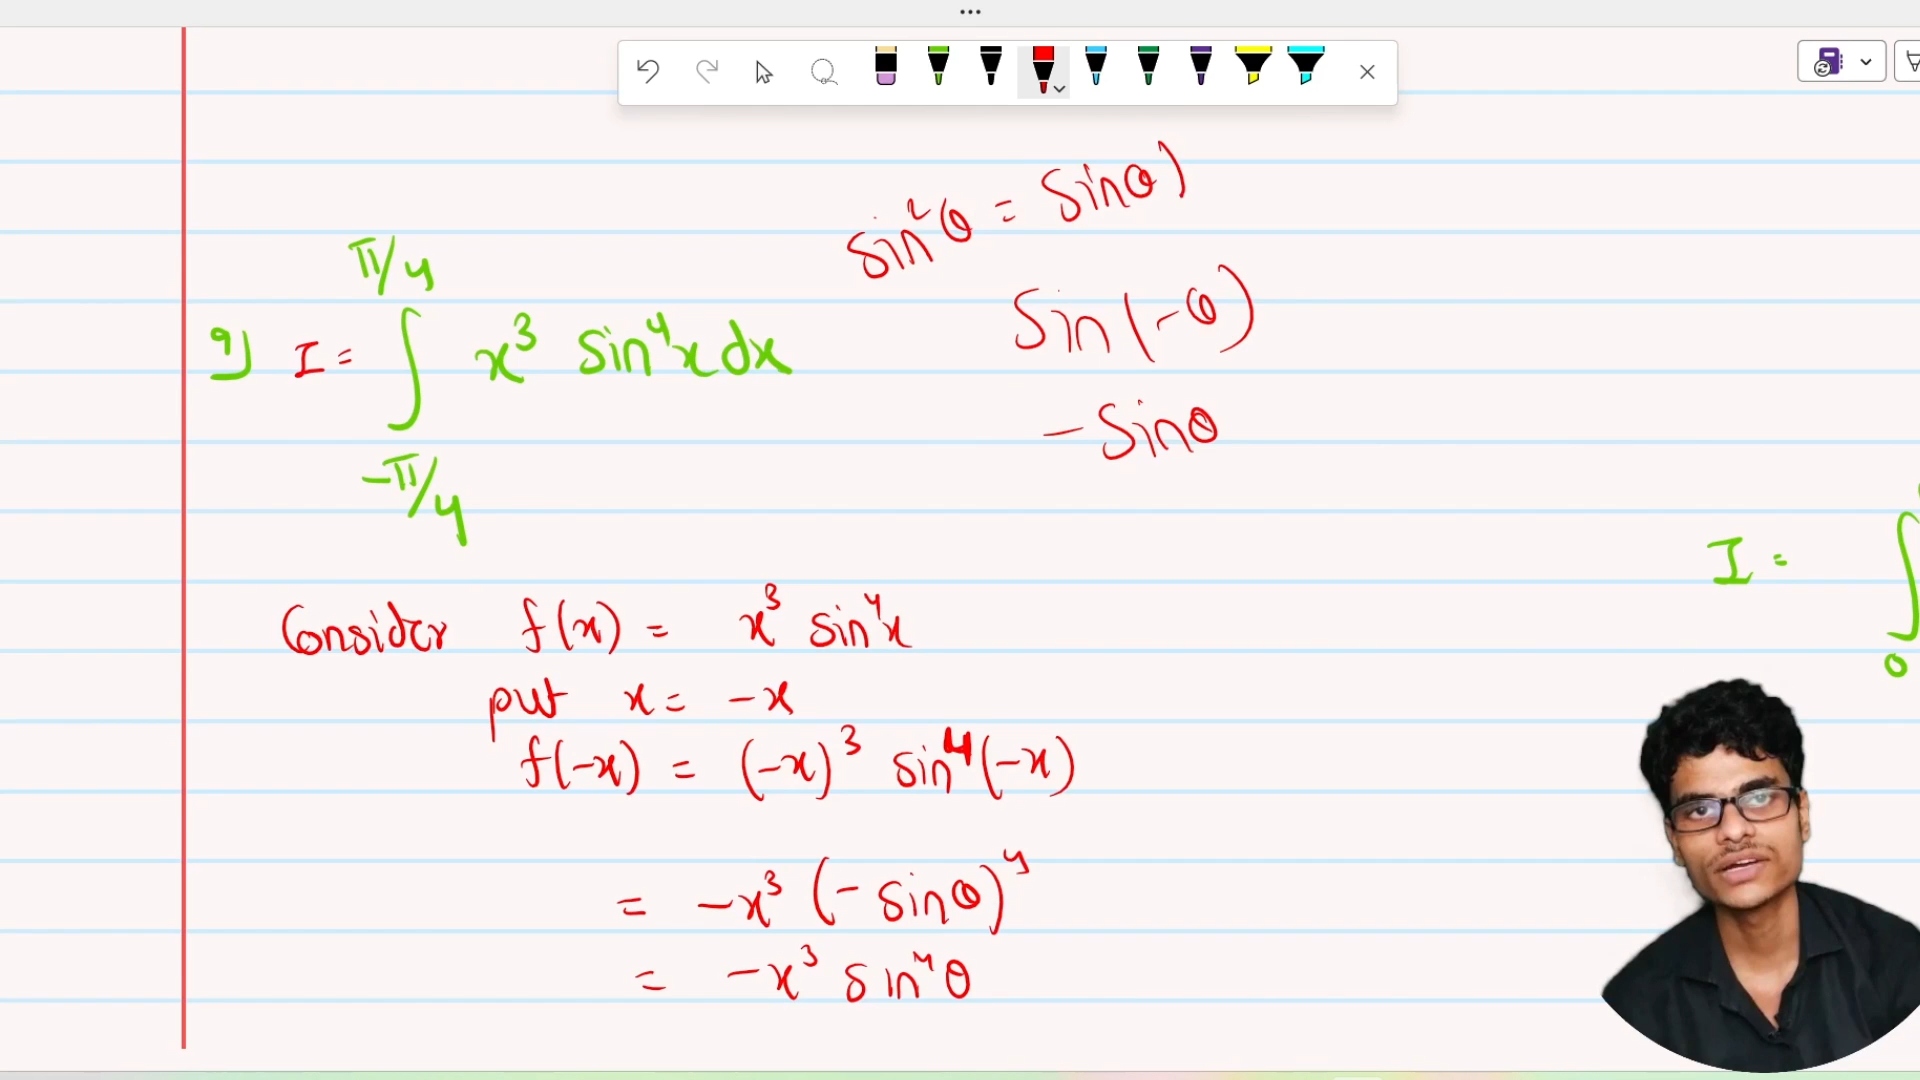 sin²θ = sinθ)
sin(-θ)
-sinθ
9) I = ∫_{-π/4}^{π/4} x³ sin⁴x dx
I = ∫
0
Consider f(x) = x³ sin⁴x
put x = -x
f(-x) = (-x)³ sin⁴(-x)
= -x³ (- sinθ)⁴
= -x³ sin⁴θ